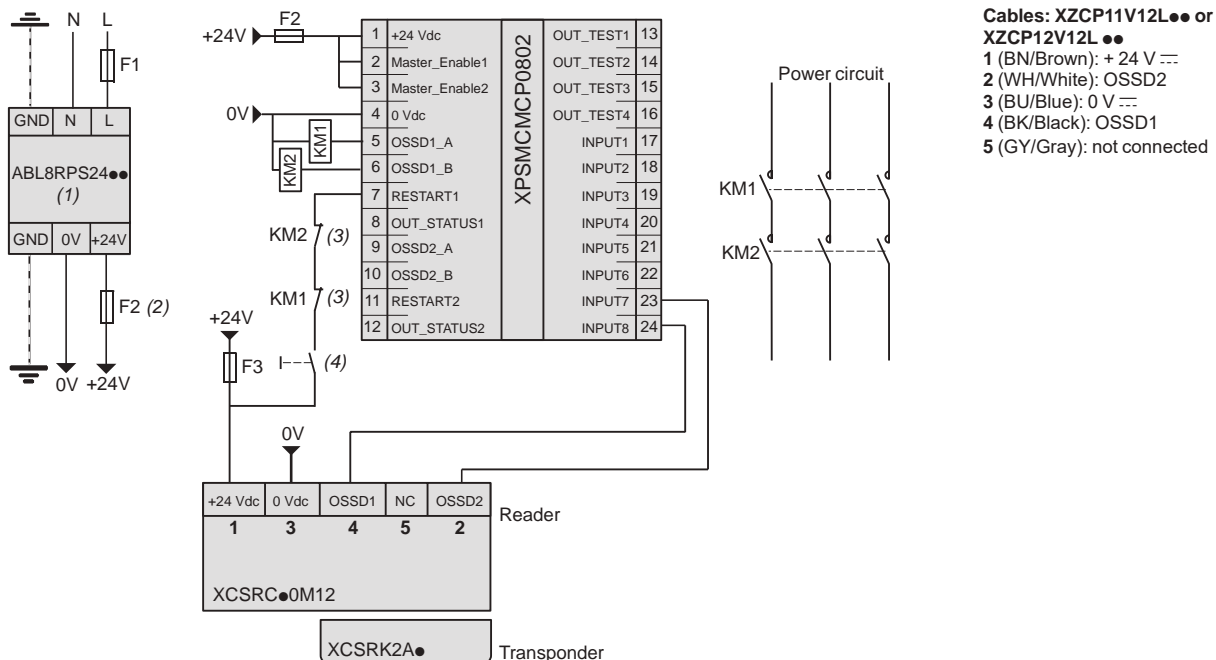 N L
F1
GND N L
ABL8RPS24●●
(1)
GND 0V +24V
F2 (2)
0V +24V
F2
+24V
0V
KM1
KM2
1 +24 Vdc
2 Master_Enable1
3 Master_Enable2
4 0 Vdc
5 OSSD1_A
6 OSSD1_B
7 RESTART1
8 OUT_STATUS1
9 OSSD2_A
10 OSSD2_B
11 RESTART2
12 OUT_STATUS2
XPSMCMCP0802
OUT_TEST1 13
OUT_TEST2 14
OUT_TEST3 15
OUT_TEST4 16
INPUT1 17
INPUT2 18
INPUT3 19
INPUT4 20
INPUT5 21
INPUT6 22
INPUT7 23
INPUT8 24
KM2 (3)
KM1 (3)
+24V
F3
(4)
0V
+24 Vdc 0 Vdc OSSD1 NC OSSD2
1 3 4 5 2
Reader
XCSRC●0M12
XCSRK2A●
Transponder
Power circuit
KM1
KM2
Cables: XZCP11V12L●● or
XZCP12V12L ●●
1 (BN/Brown): + 24 V ⎓
2 (WH/White): OSSD2
3 (BU/Blue): 0 V ⎓
4 (BK/Black): OSSD1
5 (GY/Gray): not connected